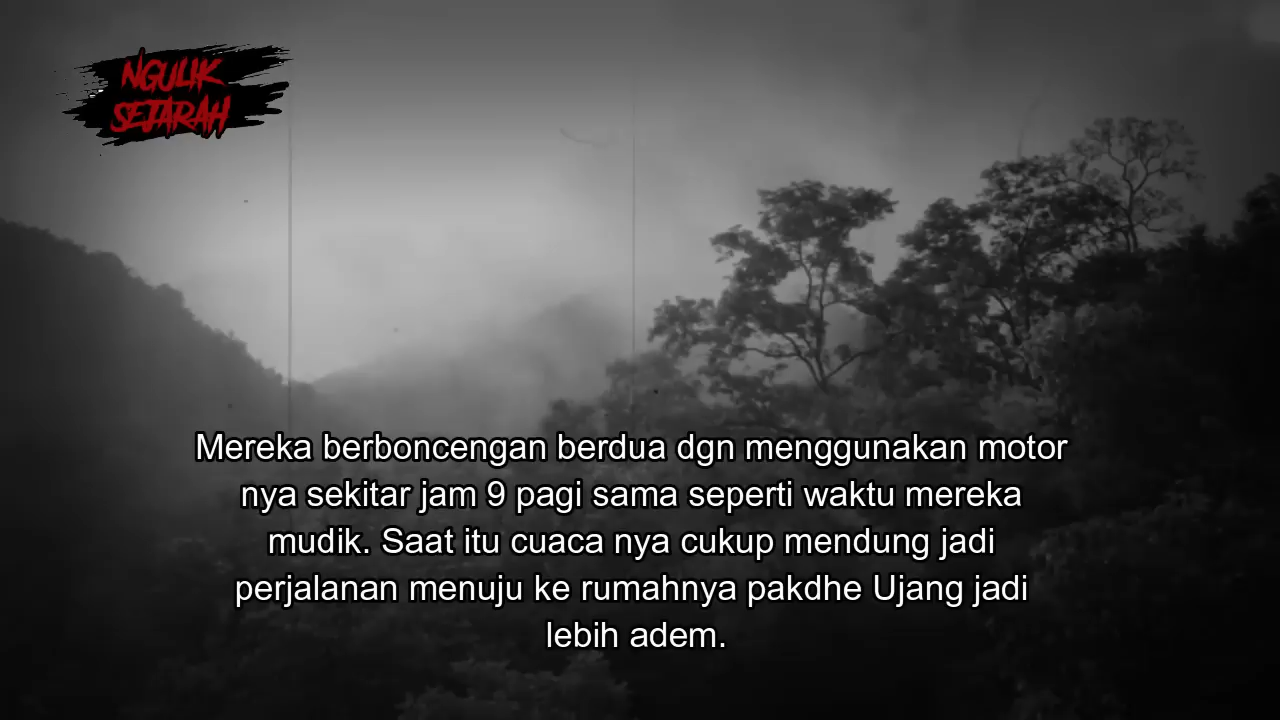 NGULIK
SEJARAH
Mereka berboncengan berdua dgn menggunakan motor
nya sekitar jam 9 pagi sama seperti waktu mereka
mudik. Saat itu cuaca nya cukup mendung jadi
perjalanan menuju ke rumahnya pakdhe Ujang jadi
lebih adem.